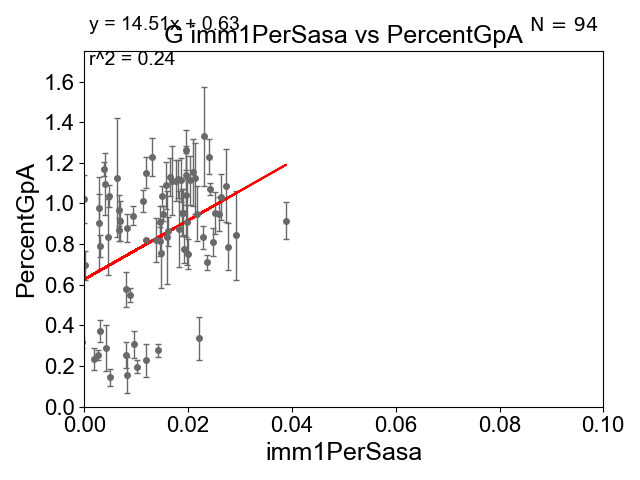 y = 14.51x + 0.63
N = 94
G imm1PerSasa vs PercentGpA
r^2 = 0.24
PercentGpA
1.6
1.4
1.2
1.0
0.8
0.6
0.4
0.2
0.0
0.00 0.02 0.04 0.06 0.08 0.10
imm1PerSasa